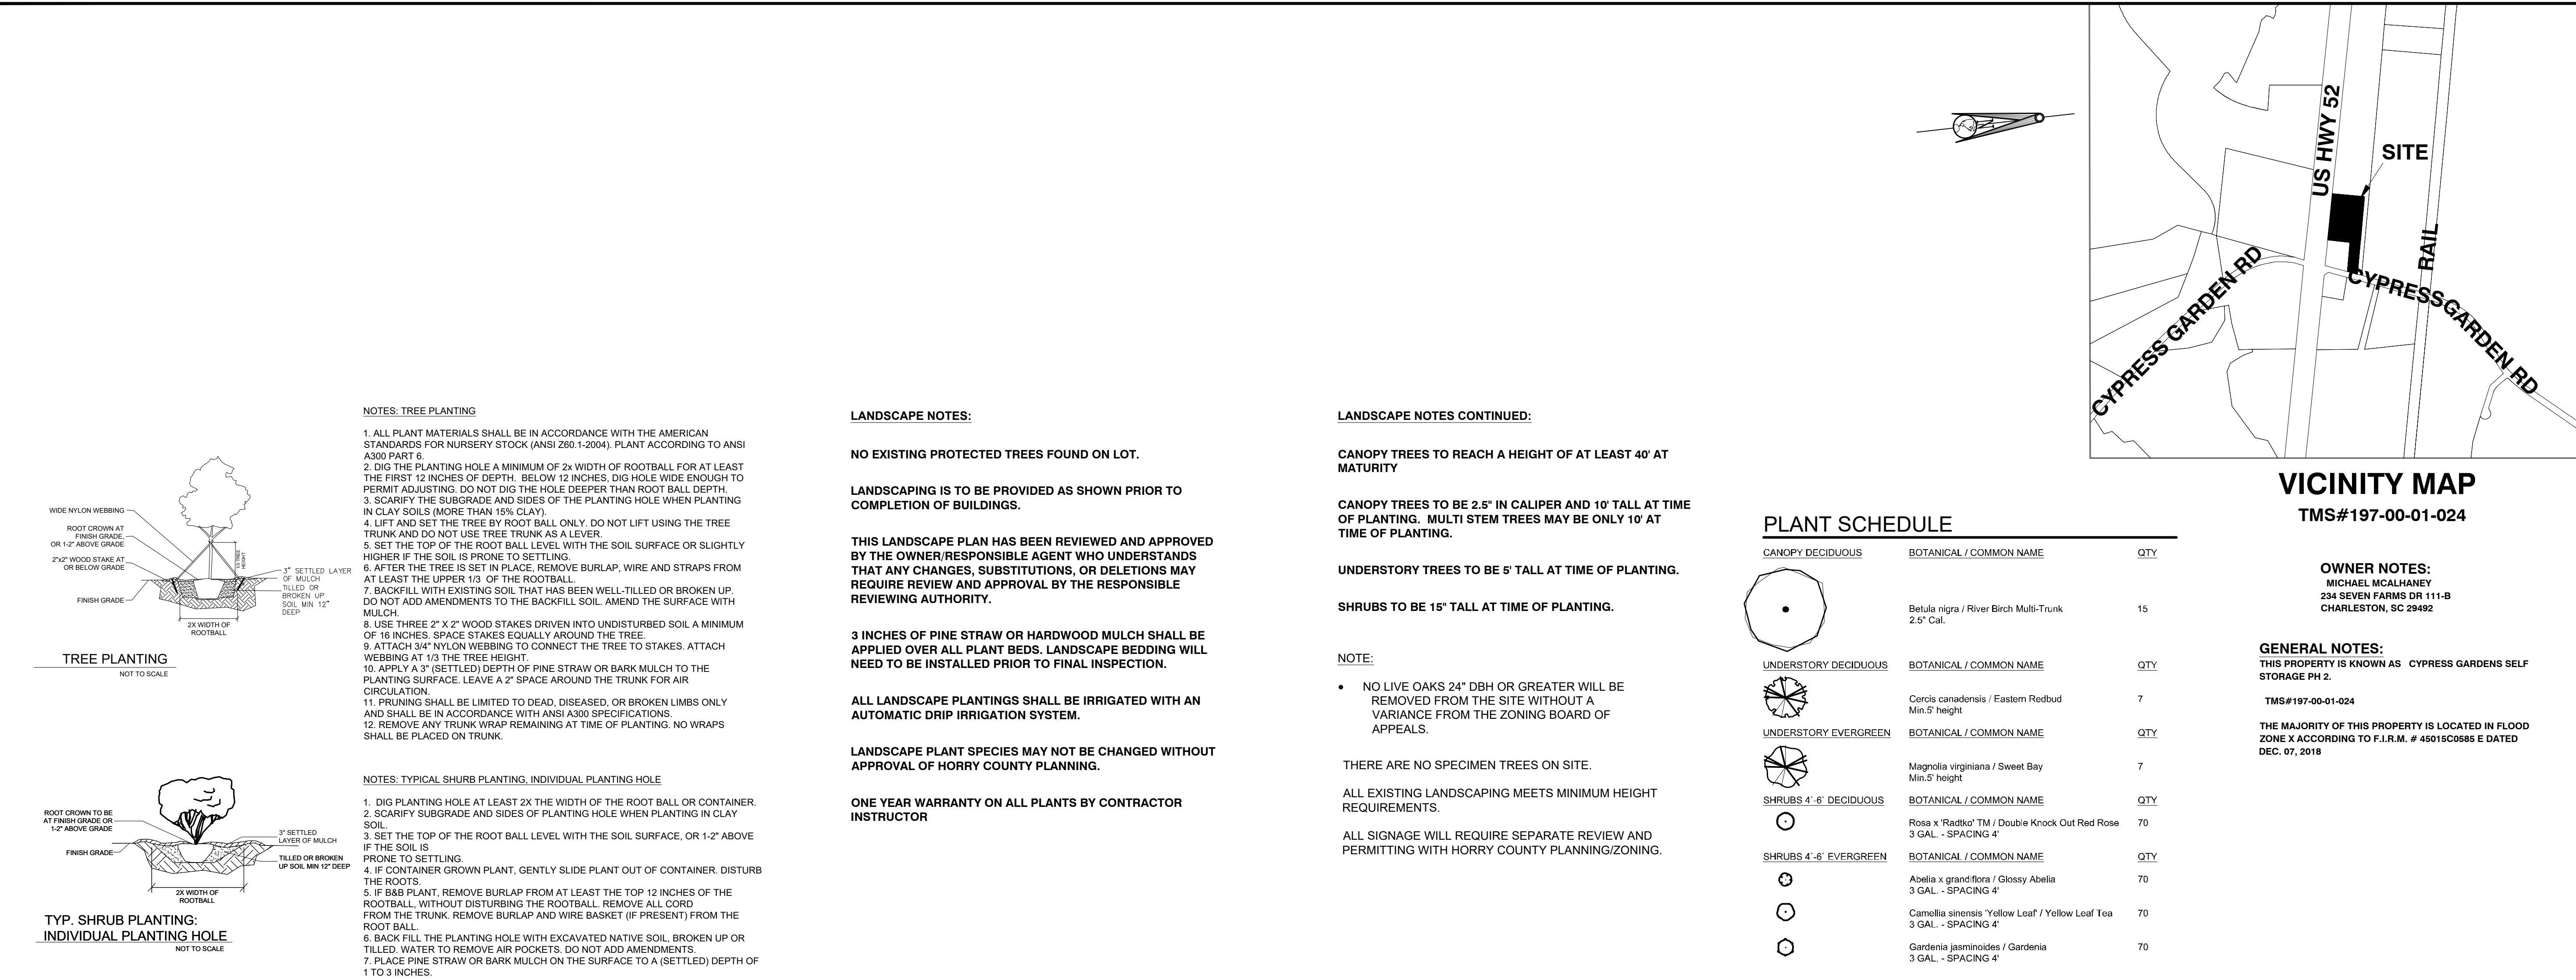 WIDE NYLON WEBBING
ROOT CROWN AT
FINISH GRADE,
OR 1-2" ABOVE GRADE
2"x2" WOOD STAKE AT
OR BELOW GRADE
FINISH GRADE
1/3 TREE
HEIGHT
3" SETTLED LAYER
OF MULCH
TILLED OR
BROKEN UP
SOIL MIN 12"
DEEP
2X WIDTH OF
ROOTBALL
TREE PLANTING
NOT TO SCALE
ROOT CROWN TO BE
AT FINISH GRADE OR
1-2" ABOVE GRADE
FINISH GRADE
3" SETTLED
LAYER OF MULCH
TILLED OR BROKEN
UP SOIL MIN 12" DEEP
2X WIDTH OF
ROOTBALL
TYP. SHRUB PLANTING:
INDIVIDUAL PLANTING HOLE
NOT TO SCALE
NOTES: TREE PLANTING
1. ALL PLANT MATERIALS SHALL BE IN ACCORDANCE WITH THE AMERICAN
STANDARDS FOR NURSERY STOCK (ANSI Z60.1-2004). PLANT ACCORDING TO ANSI
A300 PART 6.
2. DIG THE PLANTING HOLE A MINIMUM OF 2x WIDTH OF ROOTBALL FOR AT LEAST
THE FIRST 12 INCHES OF DEPTH. BELOW 12 INCHES, DIG HOLE WIDE ENOUGH TO
PERMIT ADJUSTING. DO NOT DIG THE HOLE DEEPER THAN ROOT BALL DEPTH.
3. SCARIFY THE SUBGRADE AND SIDES OF THE PLANTING HOLE WHEN PLANTING
IN CLAY SOILS (MORE THAN 15% CLAY).
4. LIFT AND SET THE TREE BY ROOT BALL ONLY. DO NOT LIFT USING THE TREE
TRUNK AND DO NOT USE TREE TRUNK AS A LEVER.
5. SET THE TOP OF THE ROOT BALL LEVEL WITH THE SOIL SURFACE OR SLIGHTLY
HIGHER IF THE SOIL IS PRONE TO SETTLING.
6. AFTER THE TREE IS SET IN PLACE, REMOVE BURLAP, WIRE AND STRAPS FROM
AT LEAST THE UPPER 1/3 OF THE ROOTBALL.
7. BACKFILL WITH EXISTING SOIL THAT HAS BEEN WELL-TILLED OR BROKEN UP.
DO NOT ADD AMENDMENTS TO THE BACKFILL SOIL. AMEND THE SURFACE WITH
MULCH.
8. USE THREE 2" X 2" WOOD STAKES DRIVEN INTO UNDISTURBED SOIL A MINIMUM
OF 16 INCHES. SPACE STAKES EQUALLY AROUND THE TREE.
9. ATTACH 3/4" NYLON WEBBING TO CONNECT THE TREE TO STAKES. ATTACH
WEBBING AT 1/3 THE TREE HEIGHT.
10. APPLY A 3" (SETTLED) DEPTH OF PINE STRAW OR BARK MULCH TO THE
PLANTING SURFACE. LEAVE A 2" SPACE AROUND THE TRUNK FOR AIR
CIRCULATION.
11. PRUNING SHALL BE LIMITED TO DEAD, DISEASED, OR BROKEN LIMBS ONLY
AND SHALL BE IN ACCORDANCE WITH ANSI A300 SPECIFICATIONS.
12. REMOVE ANY TRUNK WRAP REMAINING AT TIME OF PLANTING. NO WRAPS
SHALL BE PLACED ON TRUNK.
NOTES: TYPICAL SHURB PLANTING, INDIVIDUAL PLANTING HOLE
1. DIG PLANTING HOLE AT LEAST 2X THE WIDTH OF THE ROOT BALL OR CONTAINER.
2. SCARIFY SUBGRADE AND SIDES OF PLANTING HOLE WHEN PLANTING IN CLAY
SOIL.
3. SET THE TOP OF THE ROOT BALL LEVEL WITH THE SOIL SURFACE, OR 1-2" ABOVE
IF THE SOIL IS
PRONE TO SETTLING.
4. IF CONTAINER GROWN PLANT, GENTLY SLIDE PLANT OUT OF CONTAINER. DISTURB
THE ROOTS.
5. IF B&B PLANT, REMOVE BURLAP FROM AT LEAST THE TOP 12 INCHES OF THE
ROOTBALL, WITHOUT DISTURBING THE ROOTBALL. REMOVE ALL CORD
FROM THE TRUNK. REMOVE BURLAP AND WIRE BASKET (IF PRESENT) FROM THE
ROOT BALL.
6. BACK FILL THE PLANTING HOLE WITH EXCAVATED NATIVE SOIL, BROKEN UP OR
TILLED. WATER TO REMOVE AIR POCKETS. DO NOT ADD AMENDMENTS.
7. PLACE PINE STRAW OR BARK MULCH ON THE SURFACE TO A (SETTLED) DEPTH OF
1 TO 3 INCHES.
LANDSCAPE NOTES:
NO EXISTING PROTECTED TREES FOUND ON LOT.
LANDSCAPING IS TO BE PROVIDED AS SHOWN PRIOR TO
COMPLETION OF BUILDINGS.
THIS LANDSCAPE PLAN HAS BEEN REVIEWED AND APPROVED
BY THE OWNER/RESPONSIBLE AGENT WHO UNDERSTANDS
THAT ANY CHANGES, SUBSTITUTIONS, OR DELETIONS MAY
REQUIRE REVIEW AND APPROVAL BY THE RESPONSIBLE
REVIEWING AUTHORITY.
3 INCHES OF PINE STRAW OR HARDWOOD MULCH SHALL BE
APPLIED OVER ALL PLANT BEDS. LANDSCAPE BEDDING WILL
NEED TO BE INSTALLED PRIOR TO FINAL INSPECTION.
ALL LANDSCAPE PLANTINGS SHALL BE IRRIGATED WITH AN
AUTOMATIC DRIP IRRIGATION SYSTEM.
LANDSCAPE PLANT SPECIES MAY NOT BE CHANGED WITHOUT
APPROVAL OF HORRY COUNTY PLANNING.
ONE YEAR WARRANTY ON ALL PLANTS BY CONTRACTOR
INSTRUCTOR
LANDSCAPE NOTES CONTINUED:
CANOPY TREES TO REACH A HEIGHT OF AT LEAST 40' AT
MATURITY
CANOPY TREES TO BE 2.5" IN CALIPER AND 10' TALL AT TIME
OF PLANTING. MULTI STEM TREES MAY BE ONLY 10' AT
TIME OF PLANTING.
UNDERSTORY TREES TO BE 5' TALL AT TIME OF PLANTING.
SHRUBS TO BE 15" TALL AT TIME OF PLANTING.
NOTE:
• NO LIVE OAKS 24" DBH OR GREATER WILL BE
REMOVED FROM THE SITE WITHOUT A
VARIANCE FROM THE ZONING BOARD OF
APPEALS.
THERE ARE NO SPECIMEN TREES ON SITE.
ALL EXISTING LANDSCAPING MEETS MINIMUM HEIGHT
REQUIREMENTS.
ALL SIGNAGE WILL REQUIRE SEPARATE REVIEW AND
PERMITTING WITH HORRY COUNTY PLANNING/ZONING.
PLANT SCHEDULE
CANOPY DECIDUOUS BOTANICAL / COMMON NAME QTY
Betula nigra / River Birch Multi-Trunk 15
2.5" Cal.
UNDERSTORY DECIDUOUS BOTANICAL / COMMON NAME QTY
Cercis canadensis / Eastern Redbud 7
Min.5' height
UNDERSTORY EVERGREEN BOTANICAL / COMMON NAME QTY
Magnolia virginiana / Sweet Bay 7
Min.5' height
SHRUBS 4`-6` DECIDUOUS BOTANICAL / COMMON NAME QTY
Rosa x 'Radtko' TM / Double Knock Out Red Rose 70
3 GAL. - SPACING 4'
SHRUBS 4`-6` EVERGREEN BOTANICAL / COMMON NAME QTY
Abelia x grandiflora / Glossy Abelia 70
3 GAL. - SPACING 4'
Camellia sinensis 'Yellow Leaf' / Yellow Leaf Tea 70
3 GAL. - SPACING 4'
Gardenia jasminoides / Gardenia 70
3 GAL. - SPACING 4'
N
US HWY 52
SITE
RAIL
CYPRESS GARDEN RD
CYPRESS GARDEN RD
VICINITY MAP
TMS#197-00-01-024
OWNER NOTES:
MICHAEL MCALHANEY
234 SEVEN FARMS DR 111-B
CHARLESTON, SC 29492
GENERAL NOTES:
THIS PROPERTY IS KNOWN AS CYPRESS GARDENS SELF
STORAGE PH 2.
TMS#197-00-01-024
THE MAJORITY OF THIS PROPERTY IS LOCATED IN FLOOD
ZONE X ACCORDING TO F.I.R.M. # 45015C0585 E DATED
DEC. 07, 2018